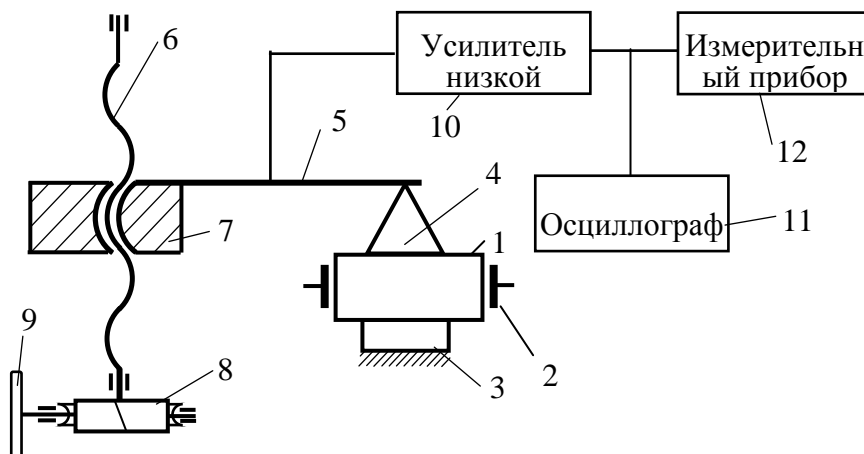 6
Усилитель
низкой
Измерительн
ый прибор
10
12
5
4
7
1
Осциллограф
11
9
8
3
2